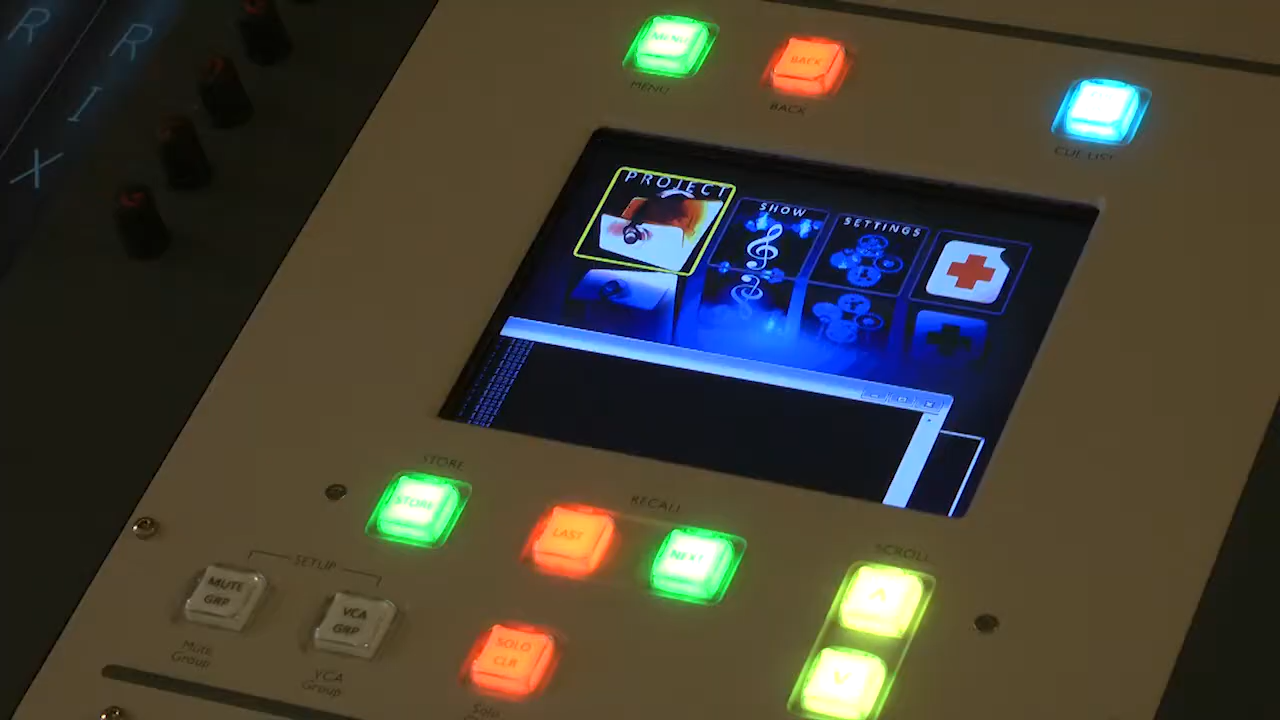 R
R
I
X
MENU
MENU
BACK
BACK
CUE LIST
PROJECT
SHOW
SETTINGS
STORE
STORE
RECALL
LAST
NEXT
SCROLL
SETUP
MUTE
GRP
VCA
GRP
Mute
Group
VCA
Group
SOLO
CLR
Solo